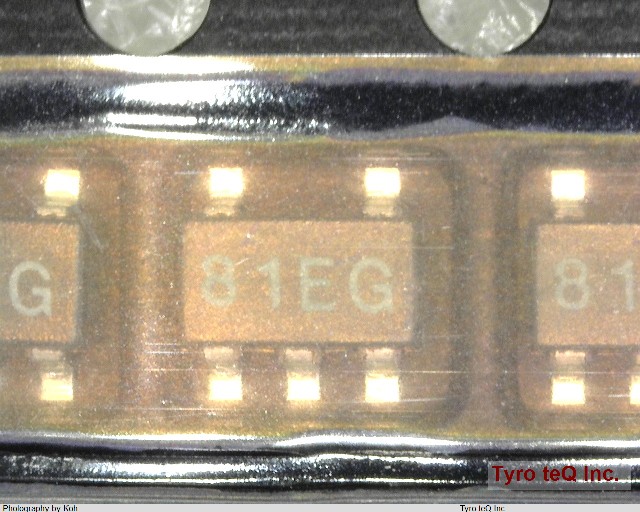 G 81EG 81
Tyro teQ Inc.
Photography by Koh Tyro teQ Inc